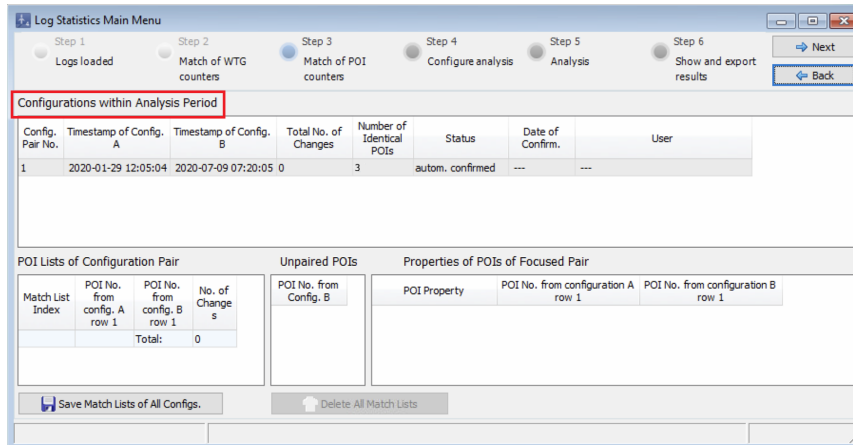 Log Statistics Main Menu
Step 1
Logs loaded
Step 2
Match of WTG
counters
Step 3
Match of POI
counters
Step 4
Configure analysis
Step 5
Analysis
Step 6
Show and export
results
Next
Back
Configurations within Analysis Period
Config.
Pair No.
Timestamp of Config.
A
Timestamp of Config.
B
Total No. of
Changes
Number of
Identical
POIs
Status
Date of
Confirm.
User
1 2020-01-29 12:05:04 2020-07-09 07:20:05 0 3 autom. confirmed --- ---
POI Lists of Configuration Pair
Match List
Index
POI No.
from
config. A
row 1
POI No.
from
config. B
row 1
No. of
Change
s
Total: 0
Unpaired POIs
POI No. from
Config. B
Properties of POIs of Focused Pair
POI Property
POI No. from configuration A
row 1
POI No. from configuration B
row 1
Save Match Lists of All Configs.
Delete All Match Lists